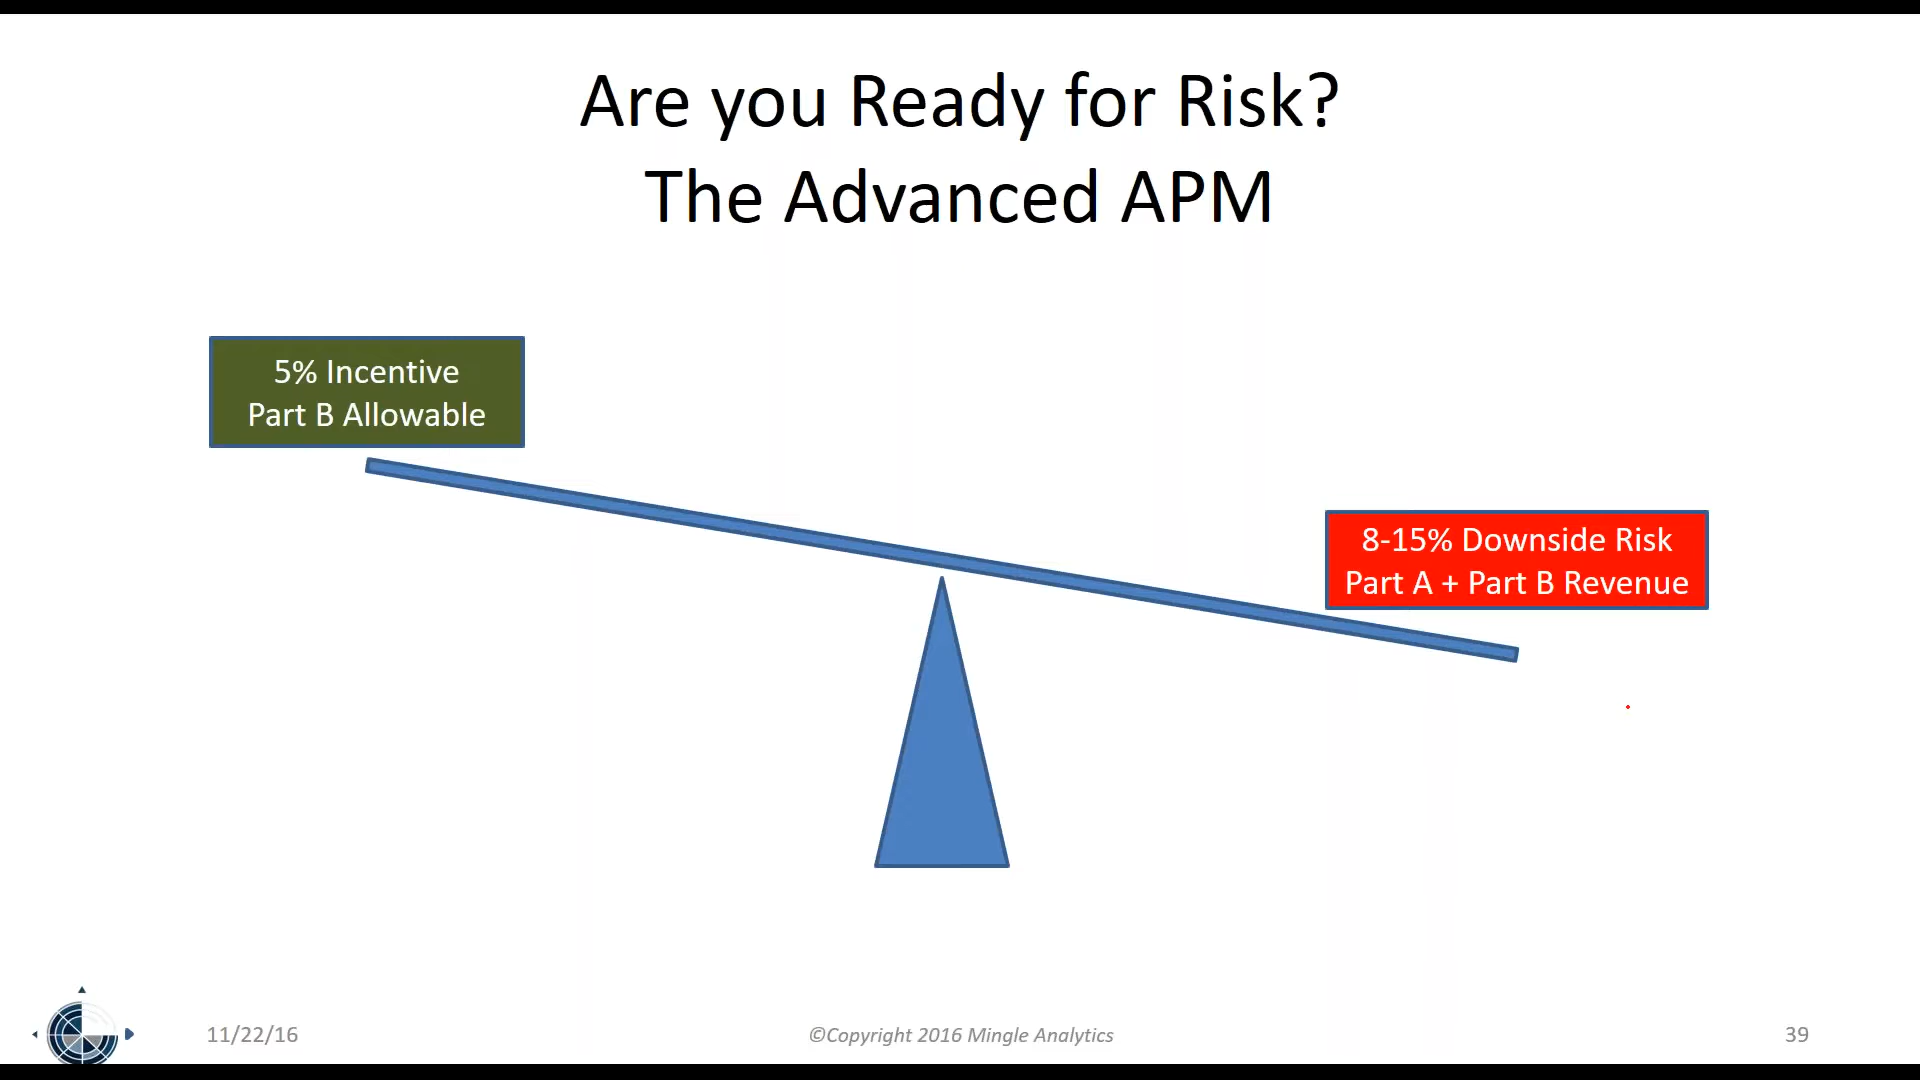 Are you Ready for Risk?
The Advanced APM
5% Incentive
Part B Allowable
8-15% Downside Risk
Part A + Part B Revenue
11/22/16
©Copyright 2016 Mingle Analytics
39